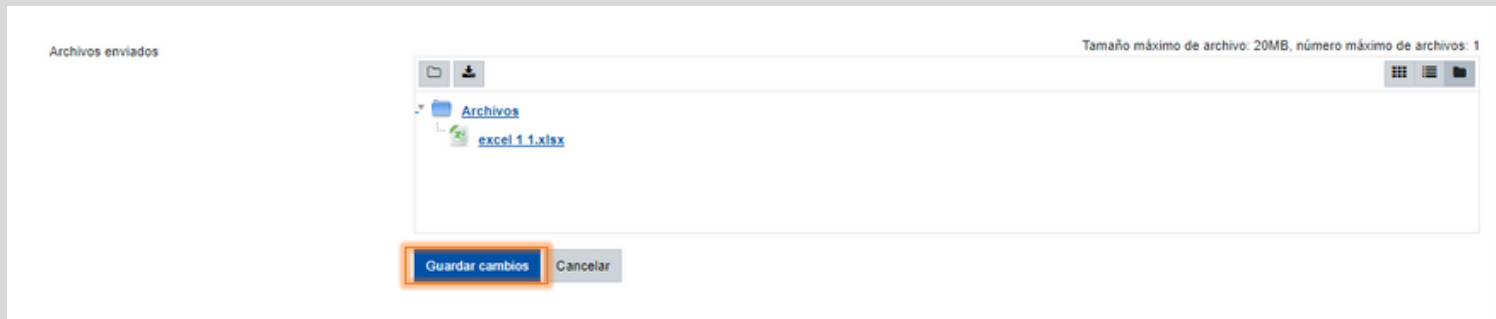 Archivos enviados
Tamaño máximo de archivo: 20MB, número máximo de archivos: 1
Archivos
excel 1 1.xlsx
Guardar cambios
Cancelar